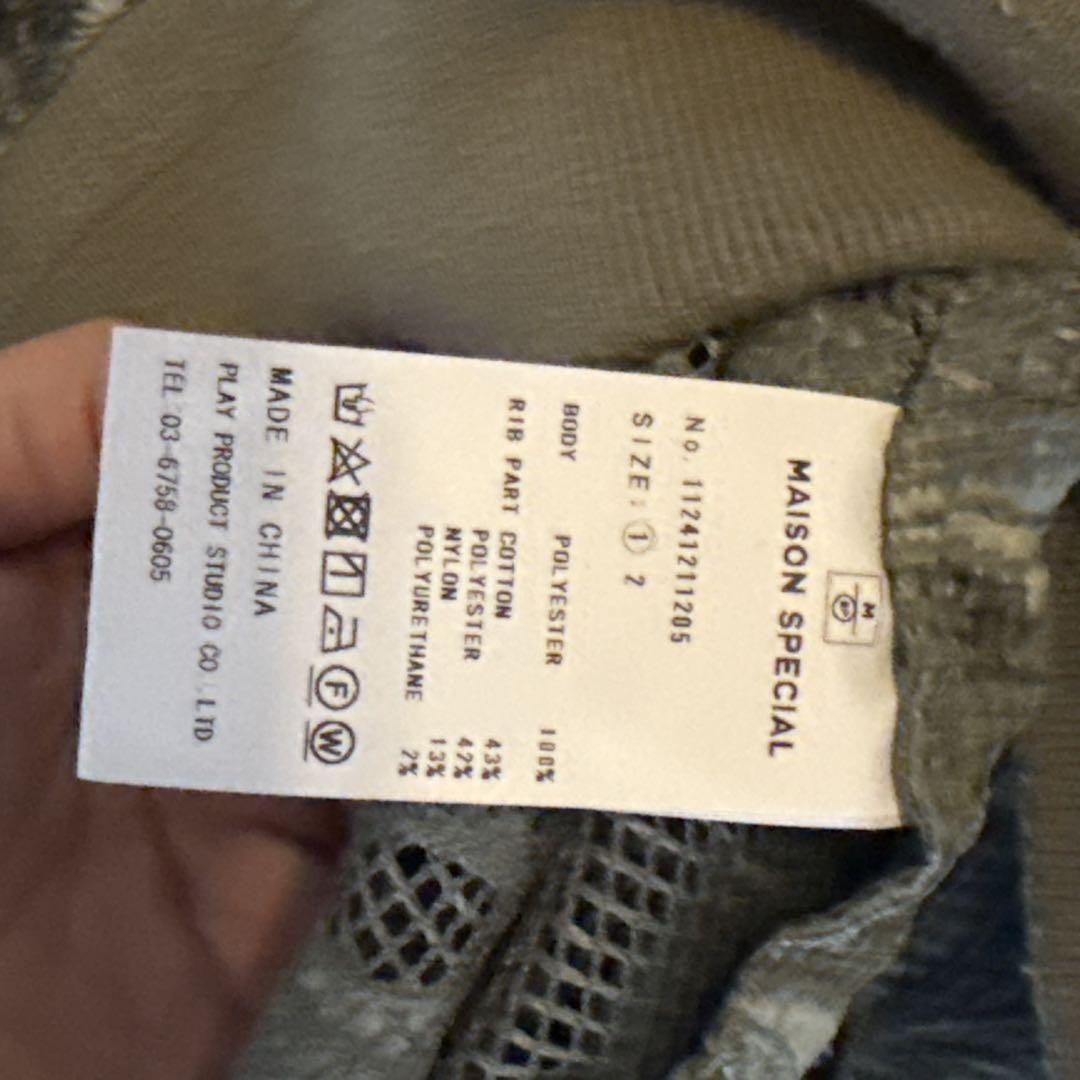 M
MAISON SPECIAL
No. 11241211205
SIZE: ① 2
BODY POLYESTER 100%
RIB PART COTTON 43%
POLYESTER 42%
NYLON 13%
POLYURETHANE 2%
F W
MADE IN CHINA
PLAY PRODUCT STUDIO CO.LTD
TEL 03-6758-0605